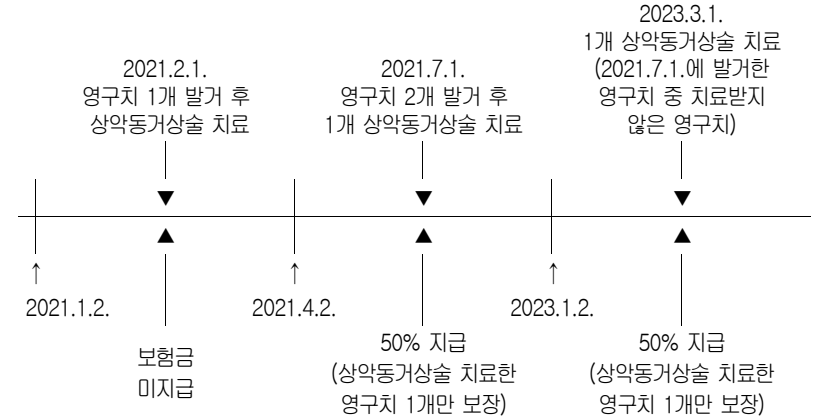 2021.2.1.
영구치 1개 발거 후
상악동거상술 치료
2021.7.1.
영구치 2개 발거 후
1개 상악동거상술 치료
2023.3.1.
1개 상악동거상술 치료
(2021.7.1.에 발거한
영구치 중 치료받지
않은 영구치)
▼ ▼ ▼
▲ ▲ ▲
↑ ↑ ↑
2021.1.2.
2021.4.2.
2023.1.2.
보험금
미지급
50% 지급
(상악동거상술 치료한
영구치 1개만 보장)
50% 지급
(상악동거상술 치료한
영구치 1개만 보장)